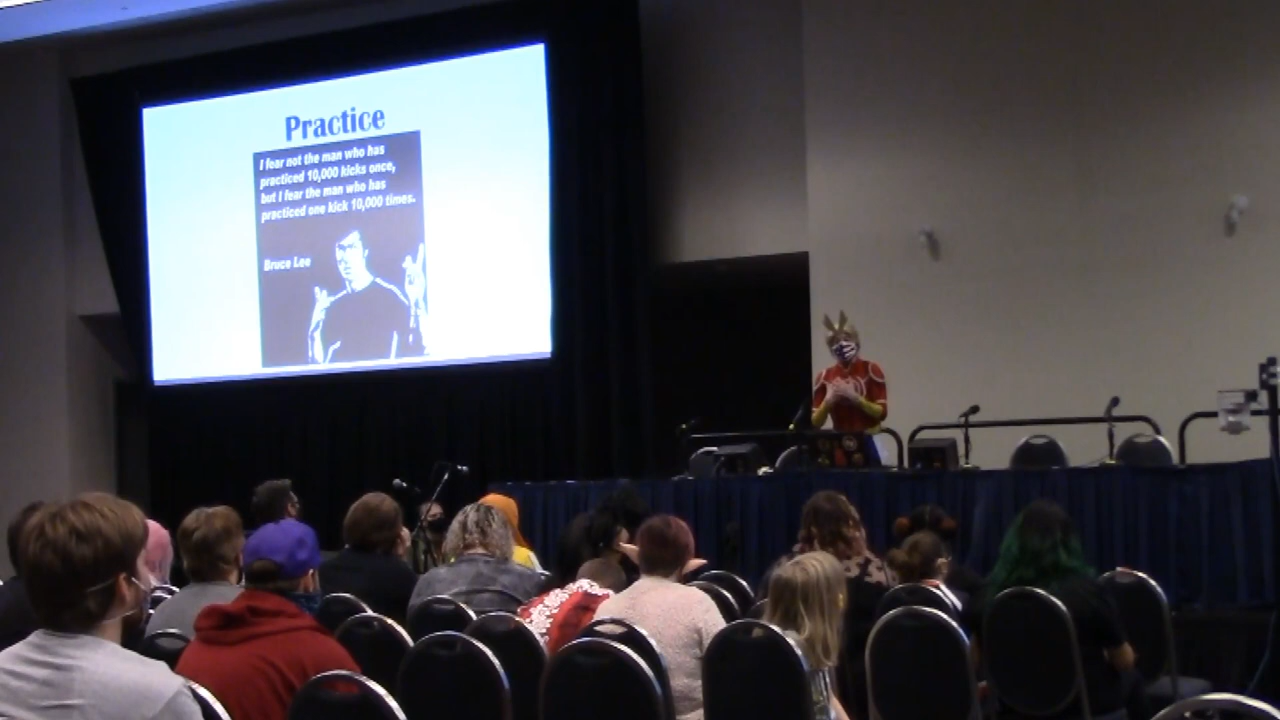 Practice
I fear not the man who has
practiced 10,000 kicks once,
but I fear the man who has
practiced one kick 10,000 times.
Bruce Lee